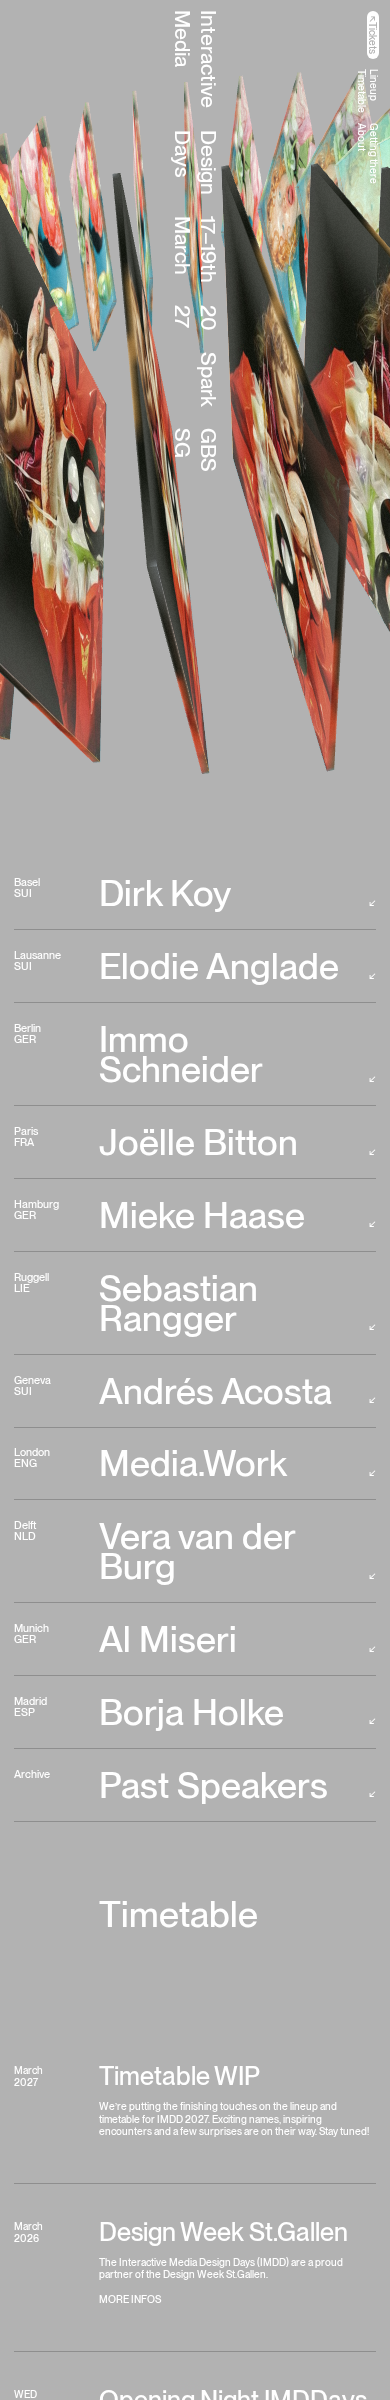 ↖Tickets
Lineup
Timetable
Getting there
About
Interactive Design 17–19th 20 Spark GBS
Media Days March 27 SG
Basel
SUI
Dirk Koy
↙
Lausanne
SUI
Elodie Anglade
↙
Berlin
GER
Immo
Schneider
↙
Paris
FRA
Joëlle Bitton
↙
Hamburg
GER
Mieke Haase
↙
Ruggell
LIE
Sebastian
Rangger
↙
Geneva
SUI
Andrés Acosta
↙
London
ENG
Media.Work
↙
Delft
NLD
Vera van der
Burg
↙
Munich
GER
Al Miseri
↙
Madrid
ESP
Borja Holke
↙
Archive
Past Speakers
↙
Timetable
March
2027
Timetable WIP
We’re putting the finishing touches on the lineup and
timetable for IMDD 2027. Exciting names, inspiring
encounters and a few surprises are on their way. Stay tuned!
March
2026
Design Week St.Gallen
The Interactive Media Design Days (IMDD) are a proud
partner of the Design Week St.Gallen.
MORE INFOS
WED
Opening Night IMDDays